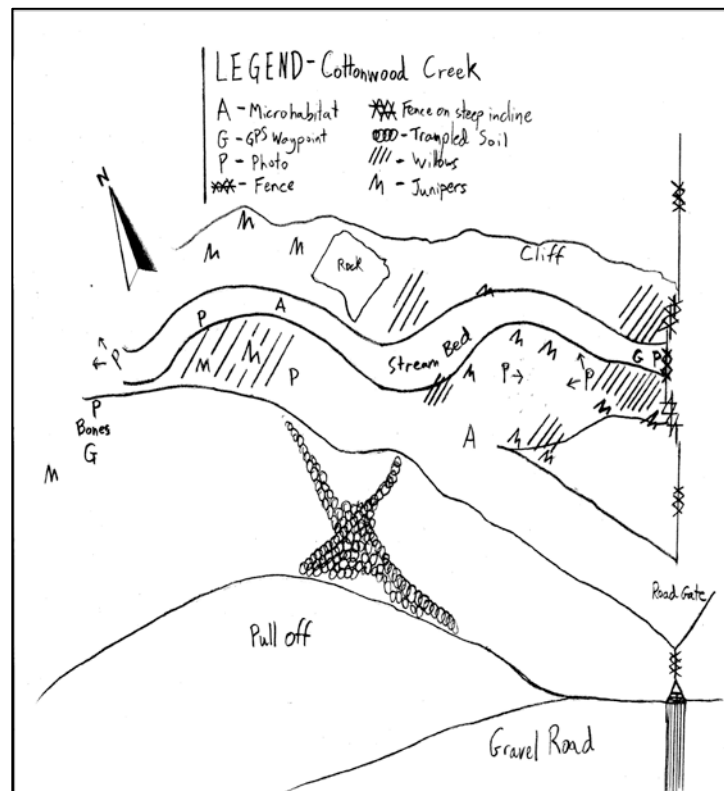 LEGEND - Cottonwood Creek
A - Microhabitat
G - GPS Waypoint
P - Photo
Fence
Fence on steep incline
Trampled Soil
Willows
M - Junipers
N
M
M
M
Rock
Cliff
M
P
A
P
Stream Bed
G P
M
M
P
M
M
M
P
P
P
Bones
G
M
A
M
M
M
M
Road Gate
Pull off
Gravel Road